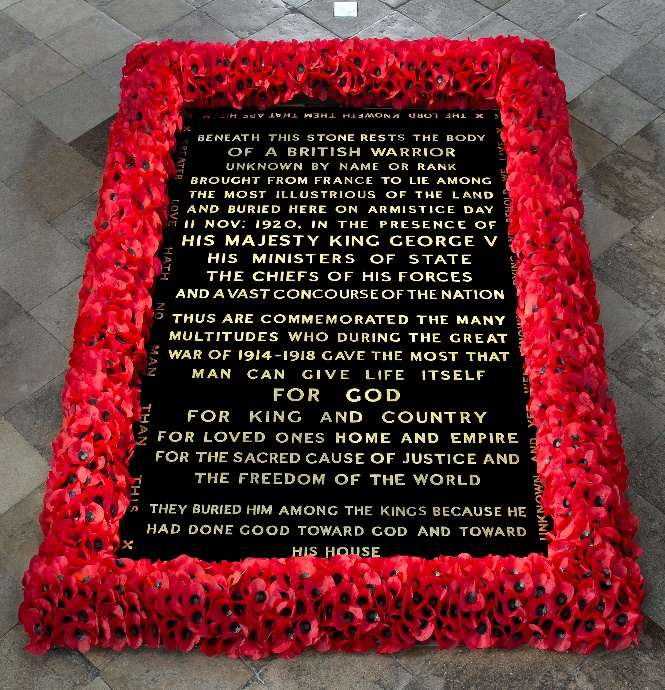 THE LORD KNOWETH THEM THAT ARE HIS
BENEATH THIS STONE RESTS THE BODY
OF A BRITISH WARRIOR
UNKNOWN BY NAME OR RANK
BROUGHT FROM FRANCE TO LIE AMONG
THE MOST ILLUSTRIOUS OF THE LAND
AND BURIED HERE ON ARMISTICE DAY
11 NOV: 1920, IN THE PRESENCE OF
HIS MAJESTY KING GEORGE V
HIS MINISTERS OF STATE
THE CHIEFS OF HIS FORCES
AND A VAST CONCOURSE OF THE NATION
THUS ARE COMMEMORATED THE MANY
MULTITUDES WHO DURING THE GREAT
WAR OF 1914-1918 GAVE THE MOST THAT
MAN CAN GIVE LIFE ITSELF
FOR GOD
FOR KING AND COUNTRY
FOR LOVED ONES HOME AND EMPIRE
FOR THE SACRED CAUSE OF JUSTICE AND
THE FREEDOM OF THE WORLD
THEY BURIED HIM AMONG THE KINGS BECAUSE HE
HAD DONE GOOD TOWARD GOD AND TOWARD
HIS HOUSE
GREATER LOVE HATH NO MAN THAN THIS
UNKNOWN AND YET
BEHOLD WE LIVE